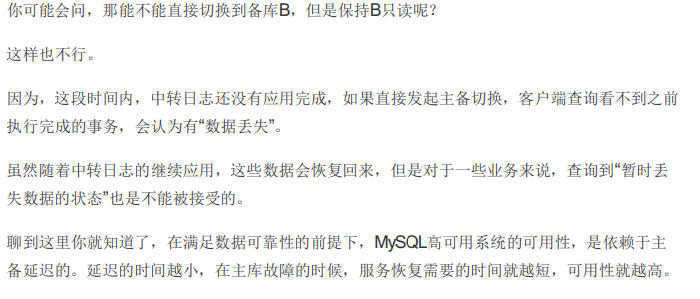 你可能会问，那能不能直接切换到备库B，但是保持B只读呢？
这样也不行。
因为，这段时间内，中转日志还没有应用完成，如果直接发起主备切换，客户端查询看不到之前
执行完成的事务，会认为有“数据丢失”。
虽然随着中转日志的继续应用，这些数据会恢复回来，但是对于一些业务来说，查询到“暂时丢
失数据的状态”也是不能被接受的。
聊到这里你就知道了，在满足数据可靠性的前提下，MySQL高可用系统的可用性，是依赖于主
备延迟的。延迟的时间越小，在主库故障的时候，服务恢复需要的时间就越短，可用性就越高。